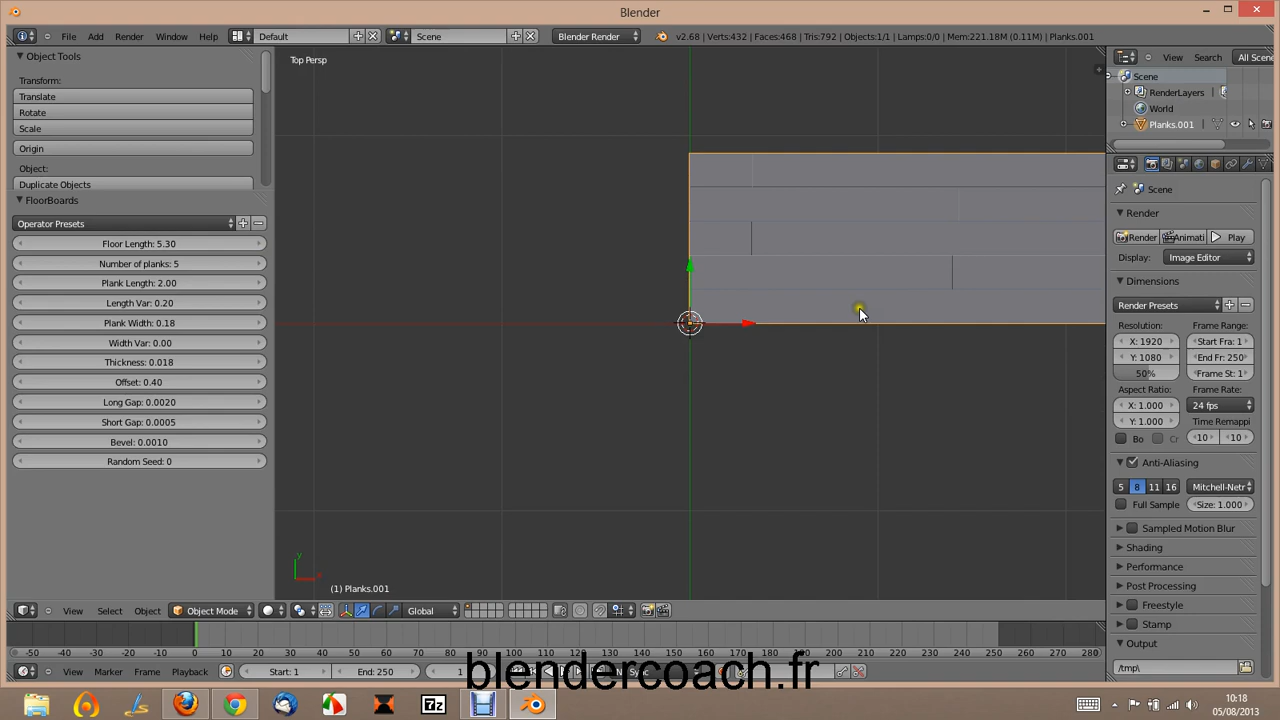 Blender
File Add Render Window Help Default Scene Blender Render v2.68 | Verts:432 | Faces:468 | Tris:792 | Objects:1/1 | Lamps:0/0 | Mem:221.18M (0.11M) | Planks.001
Object Tools
Transform:
Translate
Rotate
Scale
Origin
Object:
Duplicate Objects
FloorBoards
Operator Presets
Floor Length: 5.30
Number of planks: 5
Plank Length: 2.00
Length Var: 0.20
Plank Width: 0.18
Width Var: 0.00
Thickness: 0.018
Offset: 0.40
Long Gap: 0.0020
Short Gap: 0.0005
Bevel: 0.0010
Random Seed: 0
Top Persp
y
x
(1) Planks.001
View Search All Scene
Scene
RenderLayers
World
Planks.001
Scene
Render
Render Animati Play
Display: Image Editor
Dimensions
Render Presets
Resolution: Frame Range:
X: 1920 Start Fra: 1
Y: 1080 End Fr: 250
50% Frame St: 1
Aspect Ratio: Frame Rate:
X: 1.000 24 fps
Y: 1.000 Time Remappi
Bo Cr 10 10
Anti-Aliasing
5 8 11 16 Mitchell-Netr
Full Sample Size: 1.000
Sampled Motion Blur
Shading
Performance
Post Processing
Freestyle
Stamp
Output
/tmp\
View Select Object Object Mode Global
-50 -40 -30 -20 -10 0 10 20 30 40 50 60 70 80 90 100 110 120 130 140 150 160 170 180 190 200 210 220 230 240 250 260 270 280
View Marker Frame Playback Start: 1 End: 250 1
blendercoach.fr
7z
10:18
05/08/2013